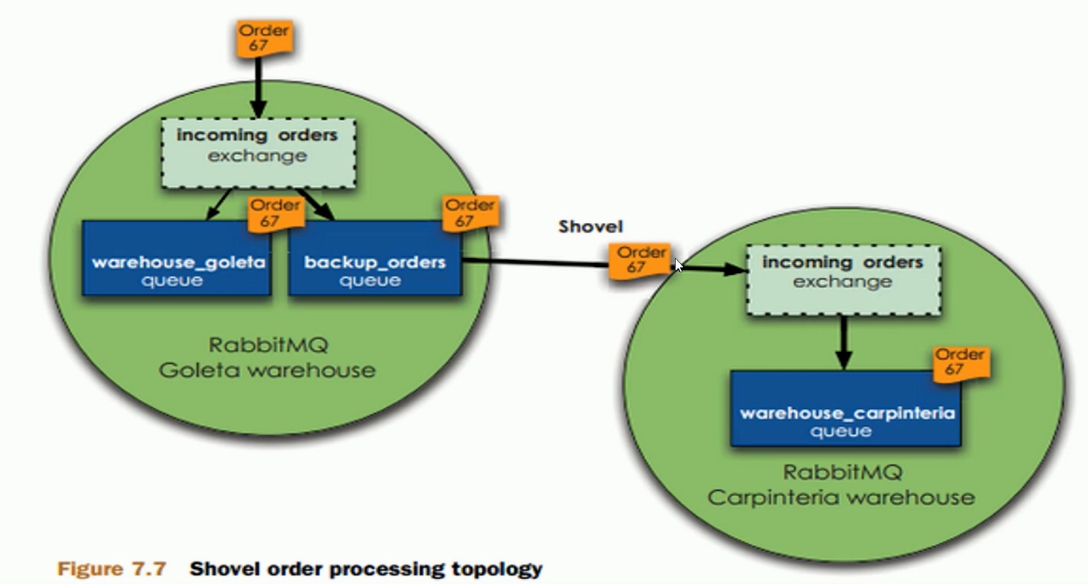 Order
67
incoming orders
exchange
Order
67
Order
67
warehouse_goleta
queue
backup_orders
queue
RabbitMQ
Goleta warehouse
Shovel
Order
67
incoming orders
exchange
Order
67
warehouse_carpinteria
queue
RabbitMQ
Carpinteria warehouse
Figure 7.7 Shovel order processing topology